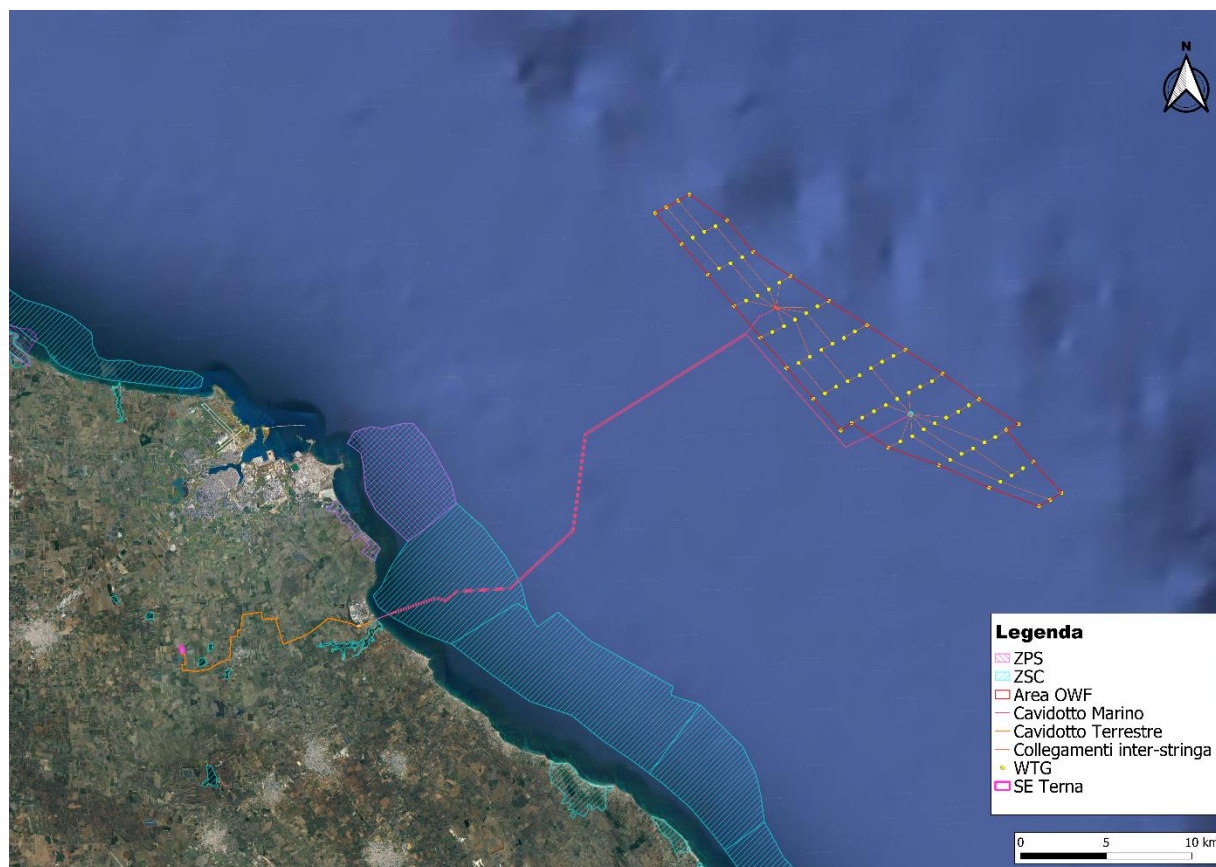 N
Legenda
ZPS
ZSC
Area OWF
Cavidotto Marino
Cavidotto Terrestre
Collegamenti inter-stringa
WTG
SE Terna
0 5 10 km